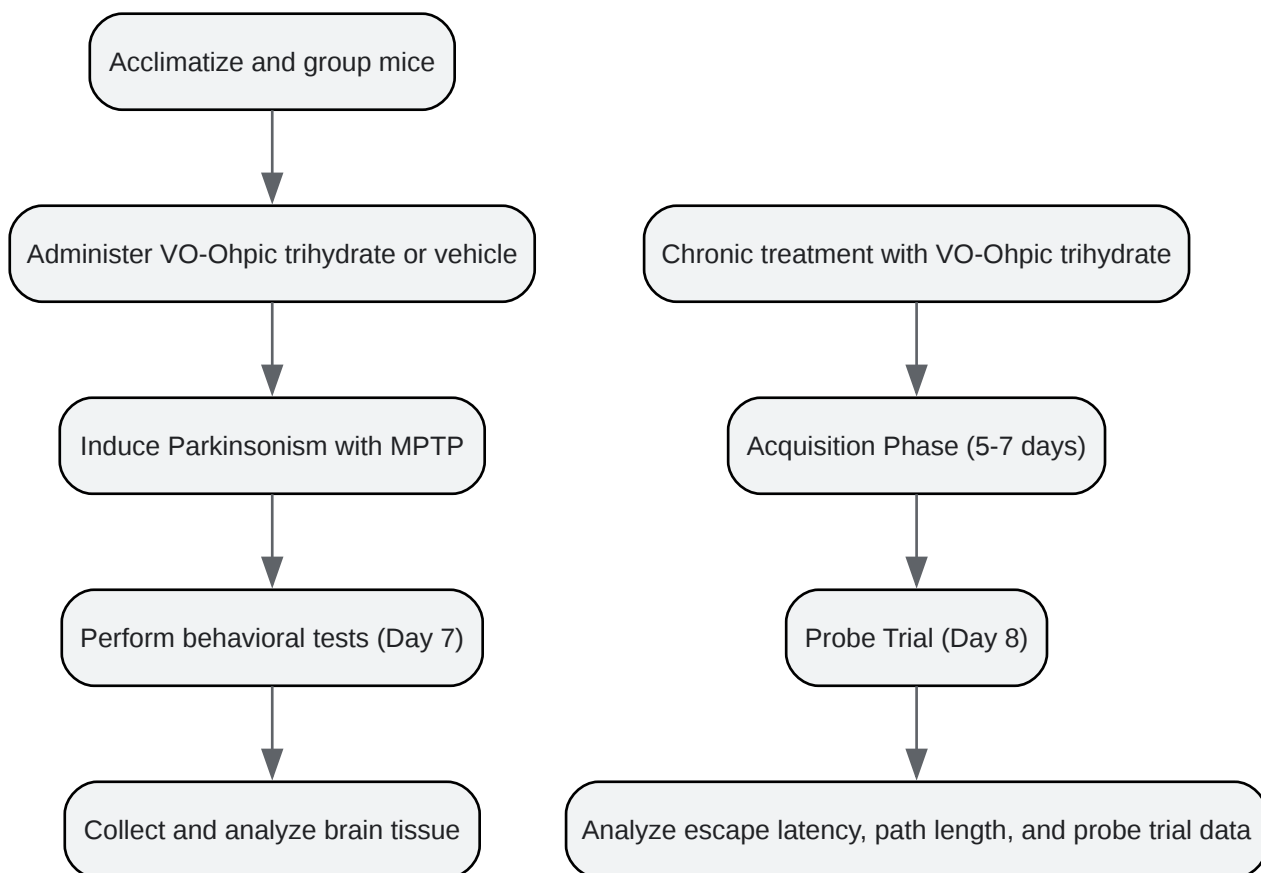 Acclimatize and group mice
Administer VO-Ohpic trihydrate or vehicle
Induce Parkinsonism with MPTP
Perform behavioral tests (Day 7)
Collect and analyze brain tissue
Chronic treatment with VO-Ohpic trihydrate
Acquisition Phase (5-7 days)
Probe Trial (Day 8)
Analyze escape latency, path length, and probe trial data